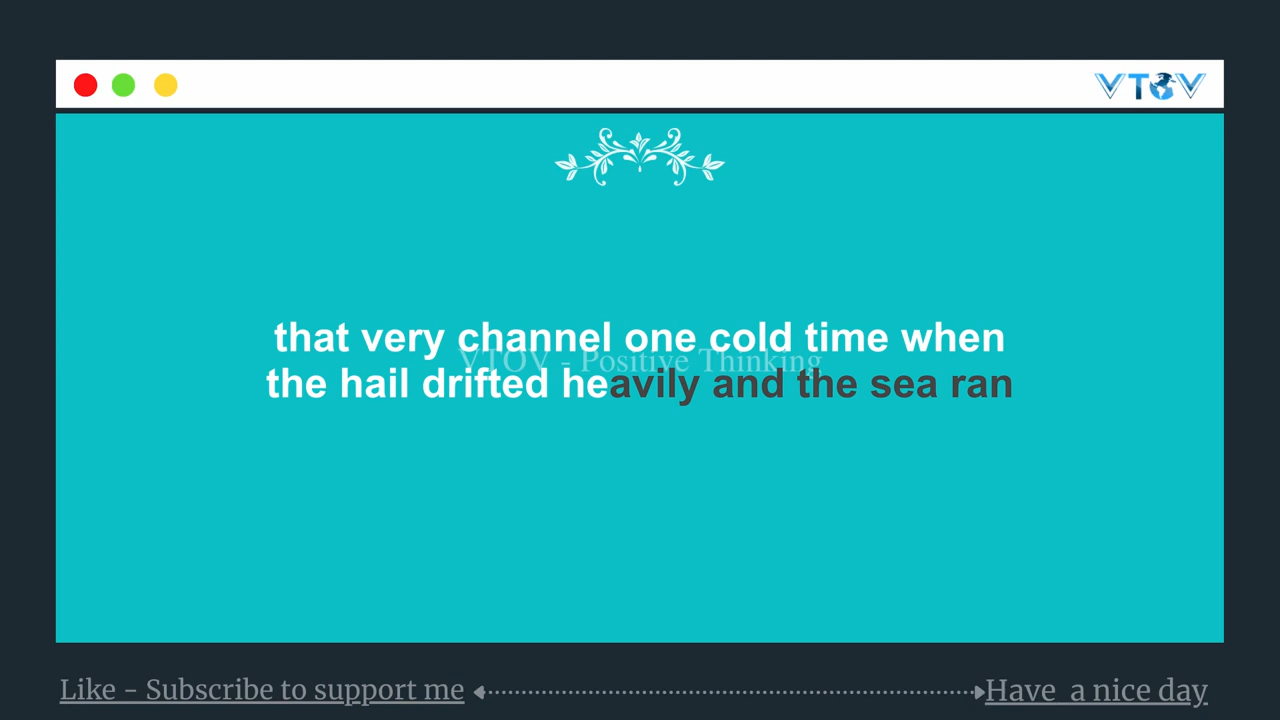 VTOV
that very channel one cold time when
VTOV - Positive Thinking
the hail drifted heavily and the sea ran
Like - Subscribe to support me
Have a nice day